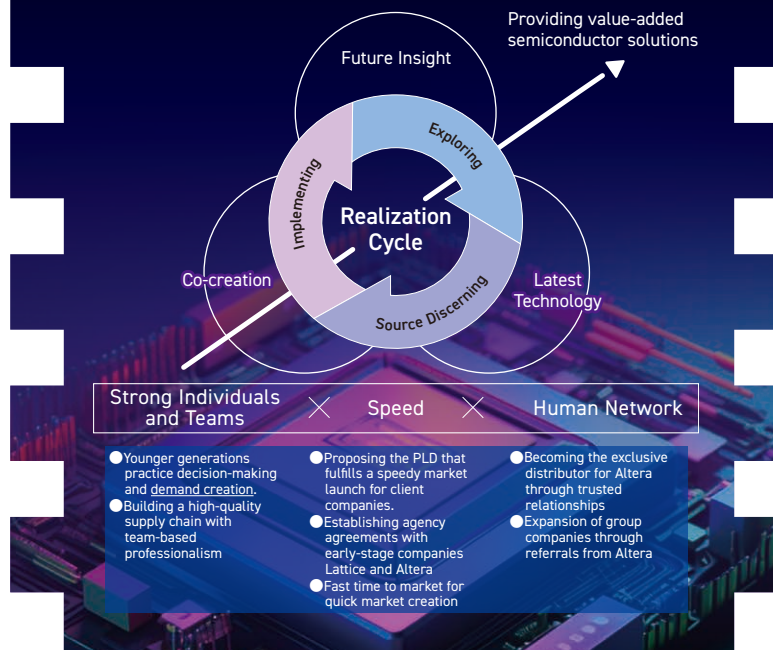 Providing value-added
semiconductor solutions
Future Insight
Exploring
Implementing
Realization
Cycle
Co-creation
Latest
Technology
Source Discerning
Strong Individuals
and Teams
×
Speed
×
Human Network
●Younger generations
practice decision-making
and demand creation.
●Building a high-quality
supply chain with
team-based
professionalism
●Proposing the PLD that
fulfills a speedy market
launch for client
companies.
●Establishing agency
agreements with
early-stage companies
Lattice and Altera
●Fast time to market for
quick market creation
●Becoming the exclusive
distributor for Altera
through trusted
relationships
●Expansion of group
companies through
referrals from Altera